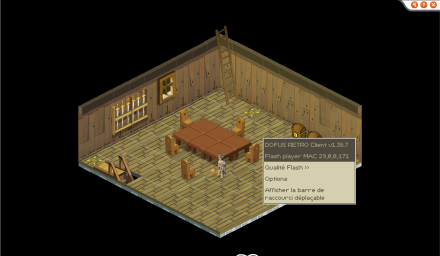 DOFUS RETRO Client v1.36.7
Flash player MAC 29,0,0,171
Qualité Flash >>
Options
Afficher la barre de
raccourci déplaçable